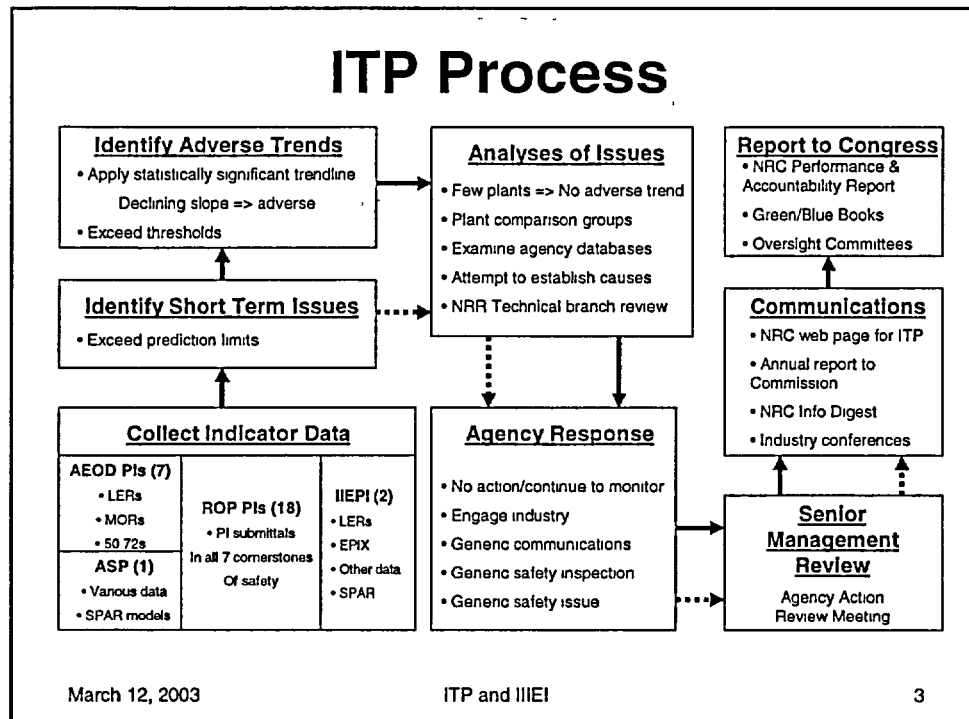 ITP Process
Identify Adverse Trends
• Apply statistically significant trendline
Declining slope => adverse
• Exceed thresholds
Identify Short Term Issues
• Exceed prediction limits
Collect Indicator Data
AEOD PIs (7)
• LERs
• MORs
• 50 72s
ASP (1)
• Various data
• SPAR models
ROP PIs (18)
• PI submittals
In all 7 cornerstones
Of safety
IIEPI (2)
• LERs
• EPIX
• Other data
• SPAR
Analyses of Issues
• Few plants => No adverse trend
• Plant comparison groups
• Examine agency databases
• Attempt to establish causes
• NRR Technical branch review
Agency Response
• No action/continue to monitor
• Engage industry
• Generic communications
• Generic safety inspection
• Generic safety issue
Report to Congress
• NRC Performance &
Accountability Report
• Green/Blue Books
• Oversight Committees
Communications
• NRC web page for ITP
• Annual report to
Commission
• NRC Info Digest
• Industry conferences
Senior
Management
Review
Agency Action
Review Meeting
March 12, 2003
ITP and IIIEI
3